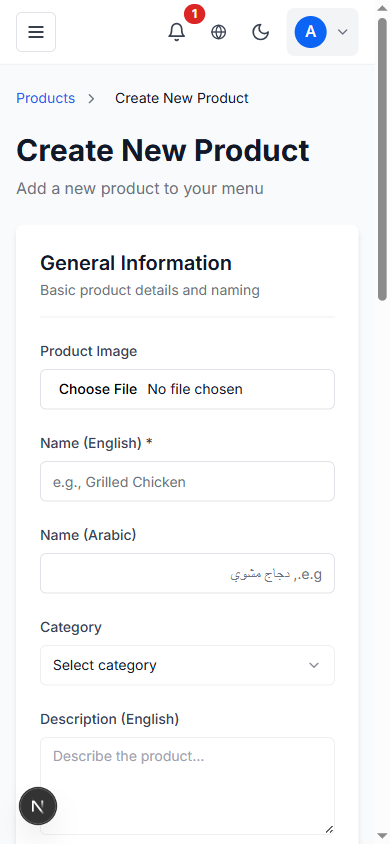 1
A
Products > Create New Product
Create New Product
Add a new product to your menu
General Information
Basic product details and naming
Product Image
Choose File No file chosen
Name (English) *
e.g., Grilled Chicken
Name (Arabic)
e.g., دجاج مشوي
Category
Select category
Description (English)
Describe the product...
N